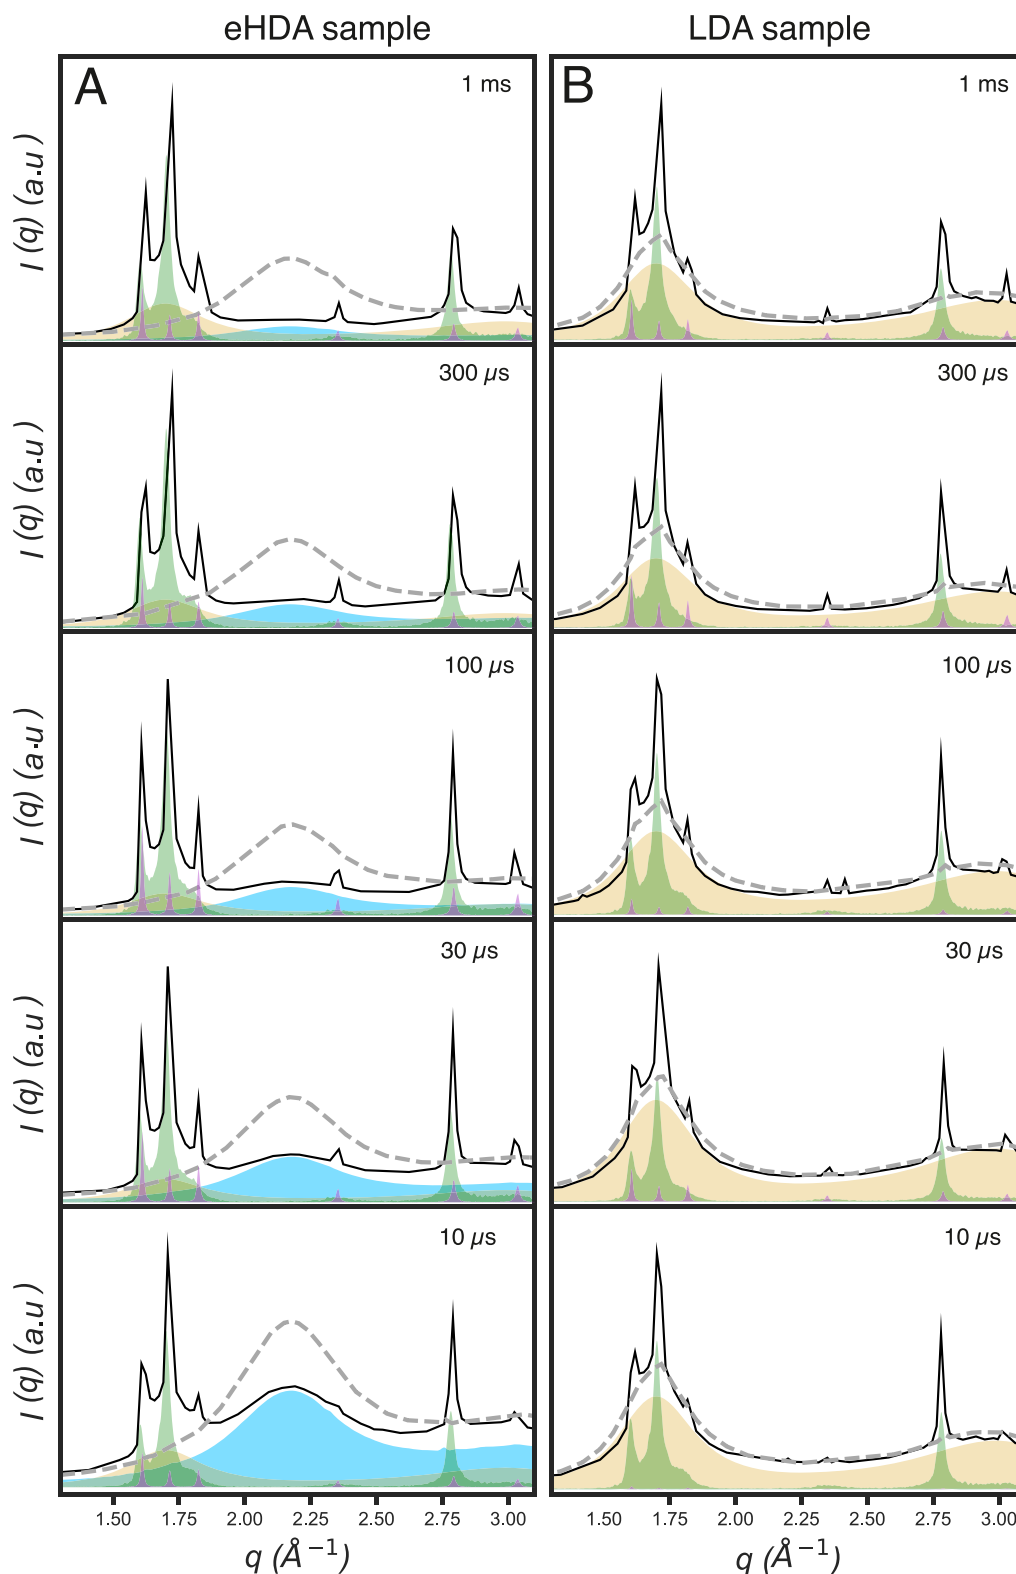 eHDA sample
LDA sample
A
1 ms
I (q) (a.u)
B
1 ms
300 µs
I (q) (a.u)
300 µs
100 µs
I (q) (a.u)
100 µs
30 µs
I (q) (a.u)
30 µs
10 µs
I (q) (a.u)
10 µs
1.50 1.75 2.00 2.25 2.50 2.75 3.00
1.50 1.75 2.00 2.25 2.50 2.75 3.00
q (Å⁻¹)
q (Å⁻¹)